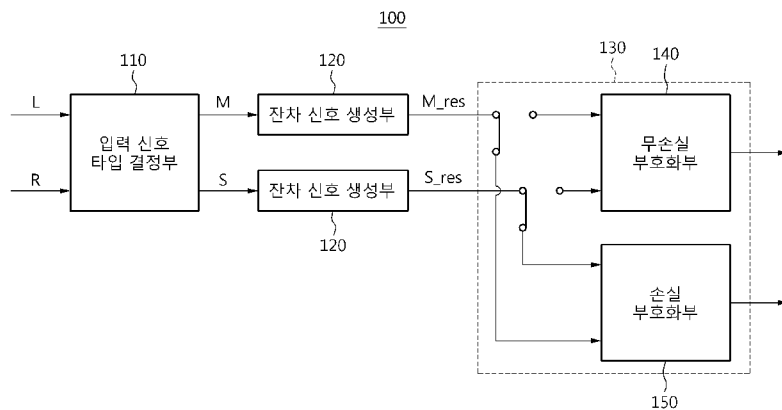 100
110
120
130
140
L
M
M_res
잔차 신호 생성부
입력 신호
타입 결정부
무손실
부호화부
R
S
S_res
잔차 신호 생성부
120
손실
부호화부
150